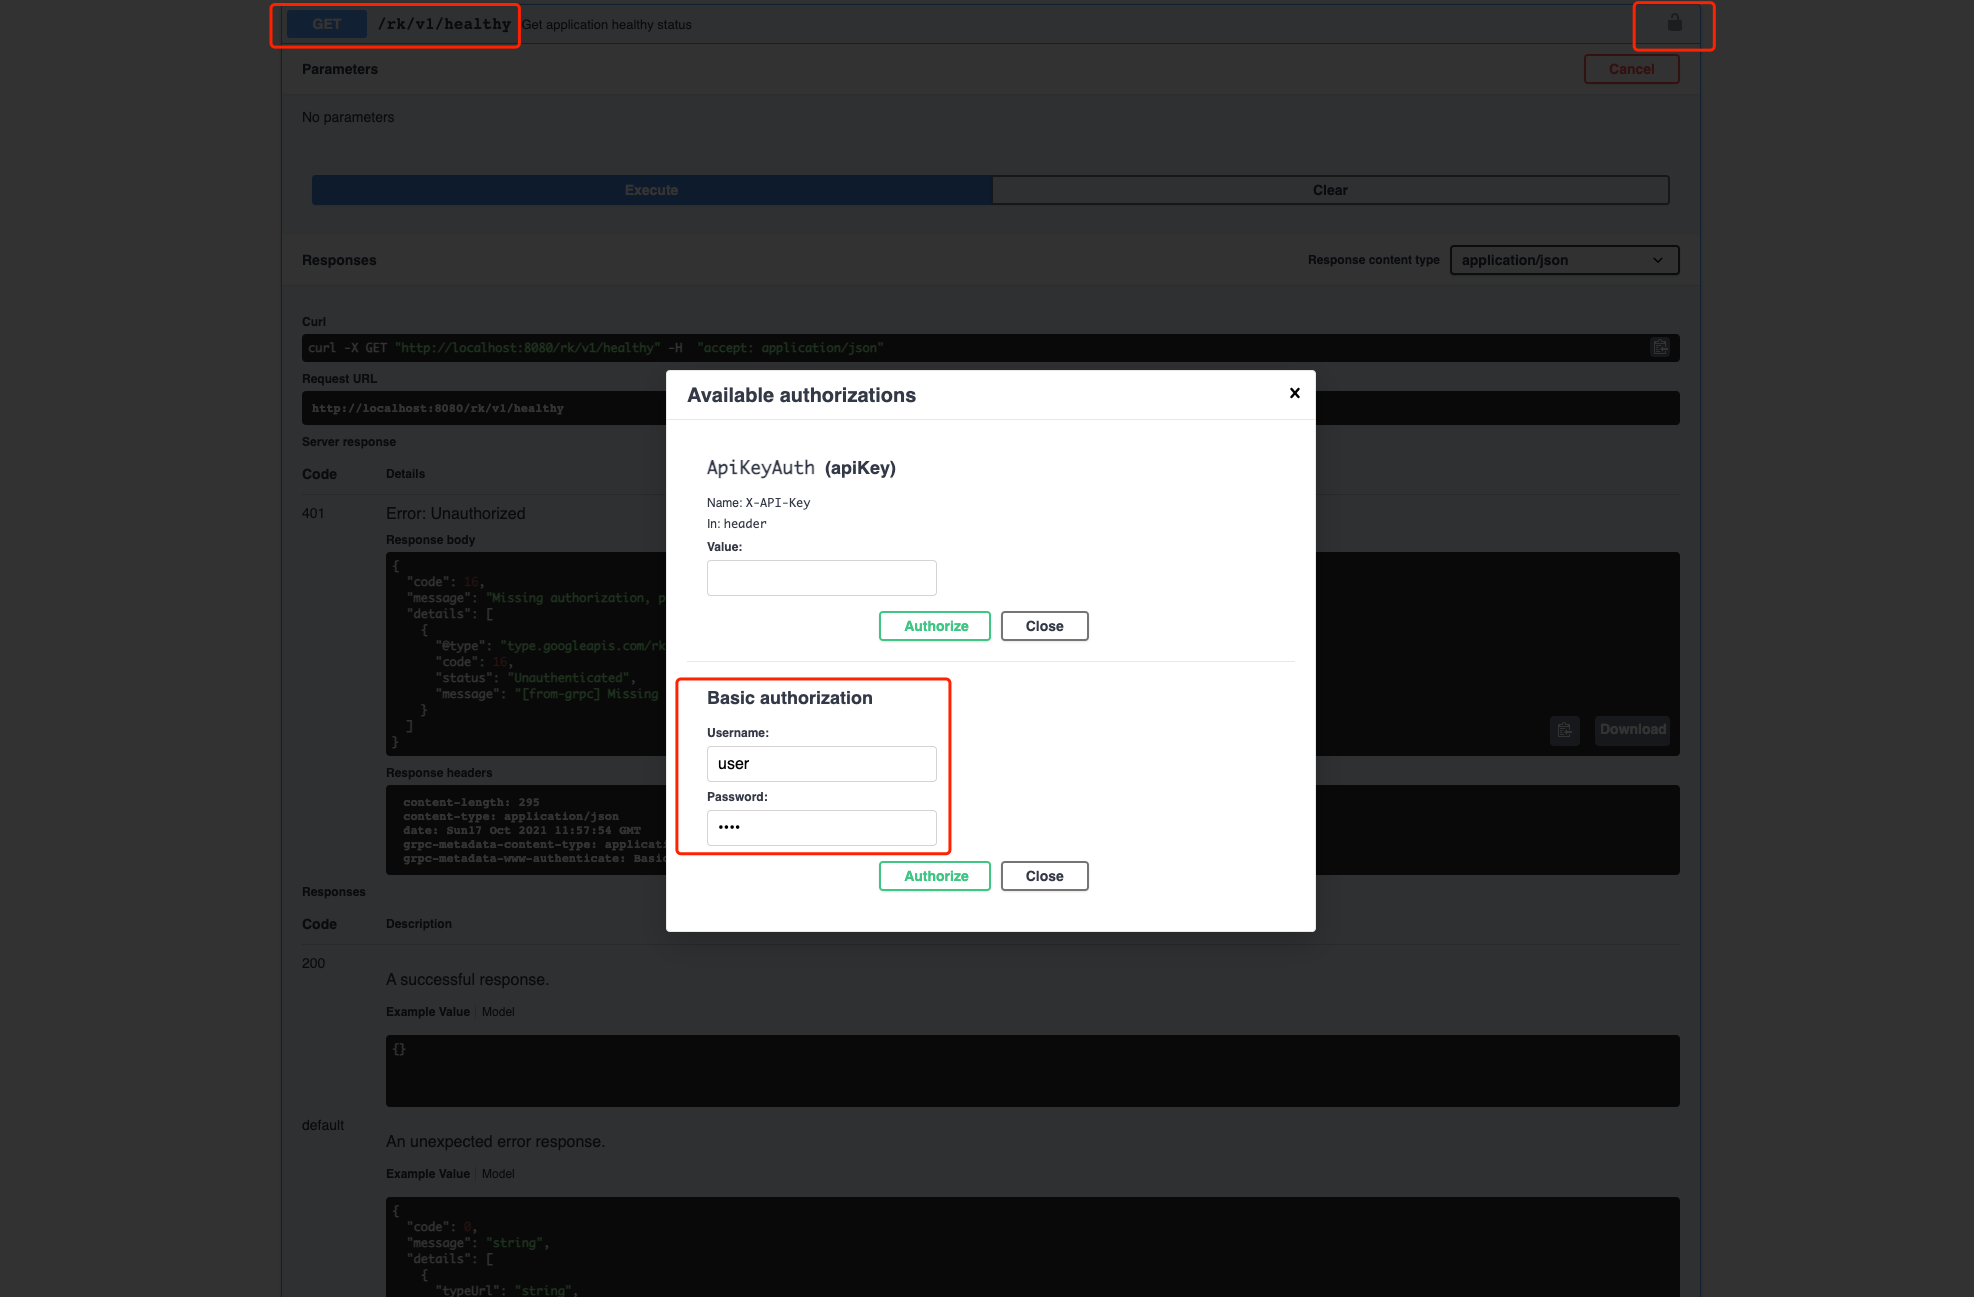 GET /rk/v1/healthy Get application healthy status
Parameters Cancel
No parameters
Execute Clear
Responses Response content type application/json
Curl
curl -X GET "http://localhost:8080/rk/v1/healthy" -H  "accept: application/json"
Request URL
http://localhost:8080/rk/v1/healthy
Server response
Code Details
401 Error: Unauthorized
Response body
{
"code": 16,
"message": "Missing authorization, p
"details": [
{
"@type": "type.googleapis.com/rk
"code": 16,
"status": "Unauthenticated",
"message": "[from-grpc] Missing
}
]
}
Download
Response headers
content-length: 295
content-type: application/json
date: Sun17 Oct 2021 11:57:54 GMT
grpc-metadata-content-type: applicati
grpc-metadata-www-authenticate: Basic
Available authorizations
ApiKeyAuth (apiKey)
Name: X-API-Key
In: header
Value:
Authorize Close
Basic authorization
Username:
user
Password:
••••
Authorize Close
Responses
Code Description
200
A successful response.
Example Value Model
{}
default
An unexpected error response.
Example Value Model
{
"code": 0,
"message": "string",
"details": [
{
"typeUrl": "string",